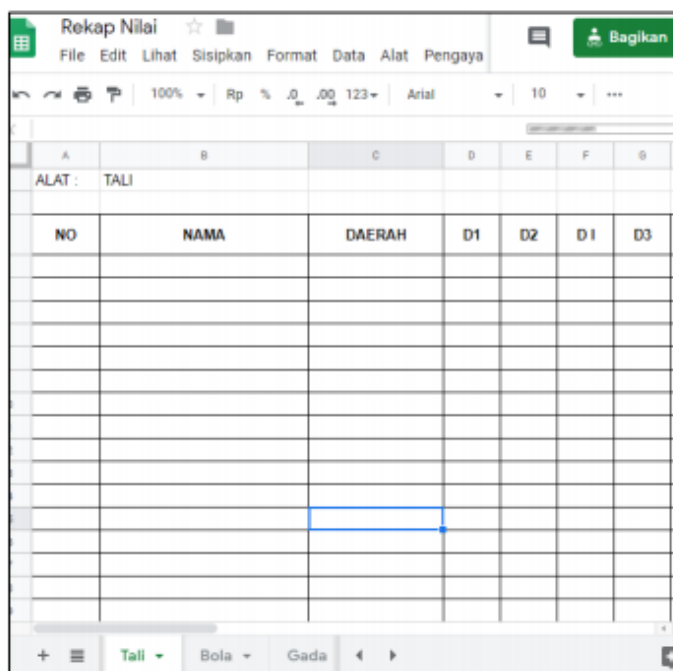 Rekap Nilai
File Edit Lihat Sisipkan Format Data Alat Pengaya
Bagikan
100% Rp % .0 .00 123 Arial 10
A B C D E F G
ALAT : TALI
NO NAMA DAERAH D1 D2 D I D3
Tali Bola Gada